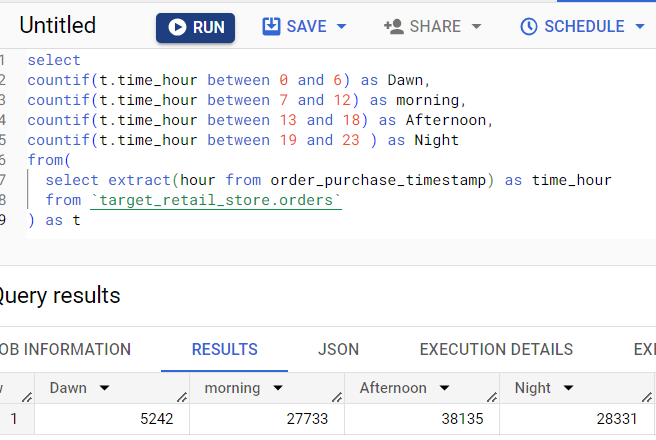 Untitled RUN SAVE SHARE SCHEDULE
1 select
2 countif(t.time_hour between 0 and 6) as Dawn,
3 countif(t.time_hour between 7 and 12) as morning,
4 countif(t.time_hour between 13 and 18) as Afternoon,
5 countif(t.time_hour between 19 and 23 ) as Night
6 from(
7 select extract(hour from order_purchase_timestamp) as time_hour
8 from `target_retail_store.orders`
9 ) as t
Query results
OB INFORMATION RESULTS JSON EXECUTION DETAILS EX
Dawn morning Afternoon Night
1 5242 27733 38135 28331